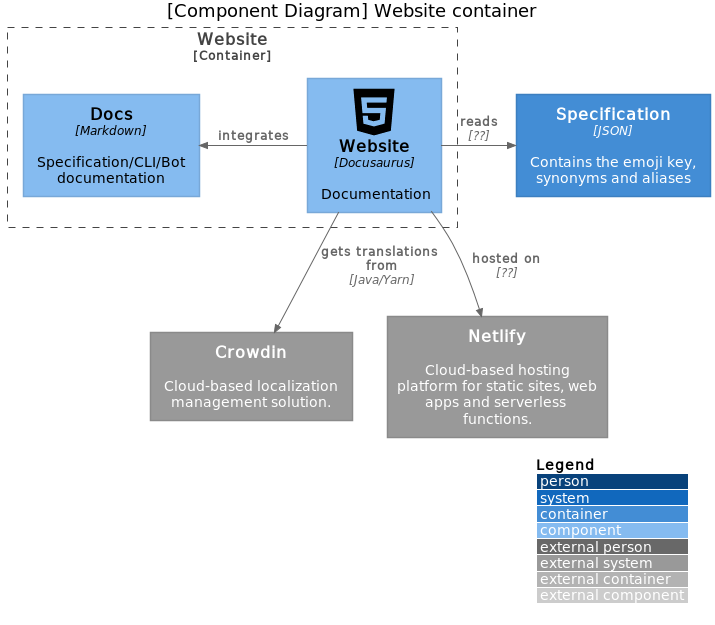 [Component Diagram] Website container
Website
[Container]
Docs
[Markdown]
Specification/CLI/Bot
documentation
integrates
Website
[Docusaurus]
Documentation
reads
[??]
Specification
[JSON]
Contains the emoji key,
synonyms and aliases
gets translations
from
[Java/Yarn]
hosted on
[??]
Crowdin
Cloud-based localization
management solution.
Netlify
Cloud-based hosting
platform for static sites, web
apps and serverless
functions.
Legend
person
system
container
component
external person
external system
external container
external component